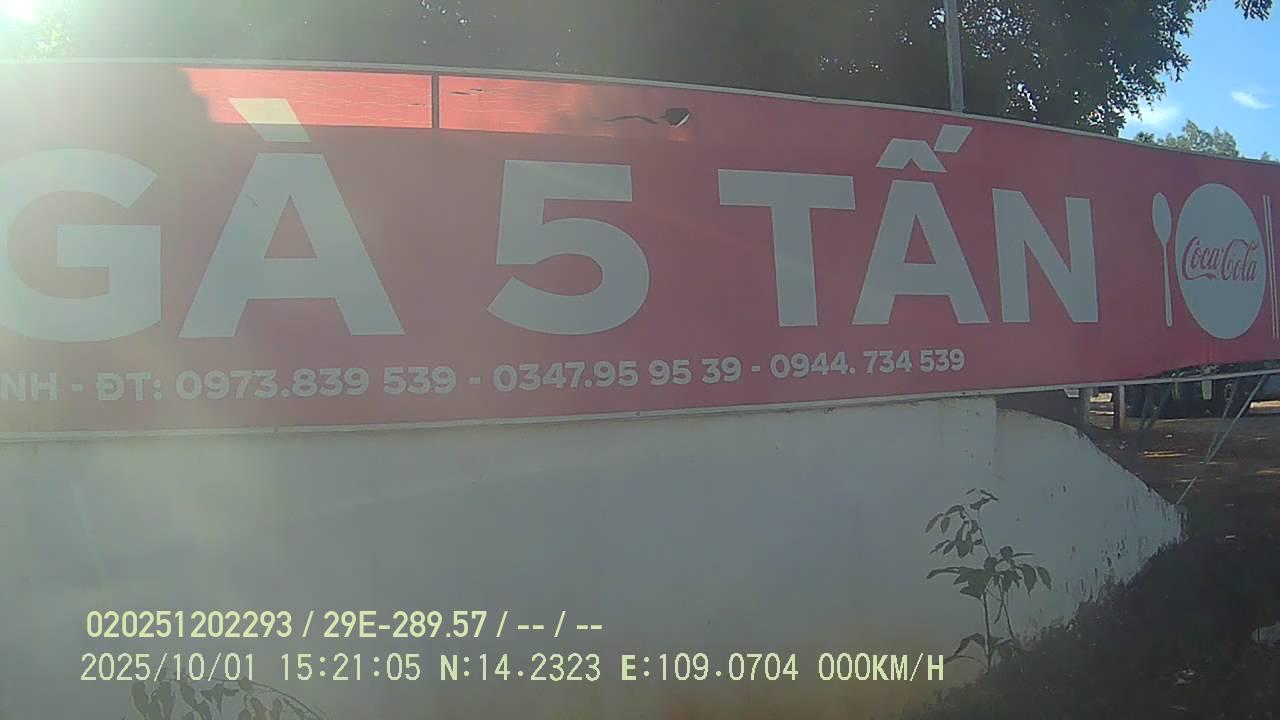 GÀ 5 TẤN
Coca-Cola
NH - ĐT: 0973.839 539 - 0347.95 95 39 - 0944. 734 539
020251202293 / 29E-289.57 / -- / --
2025/10/01 15:21:05 N:14.2323 E:109.0704 000KM/H